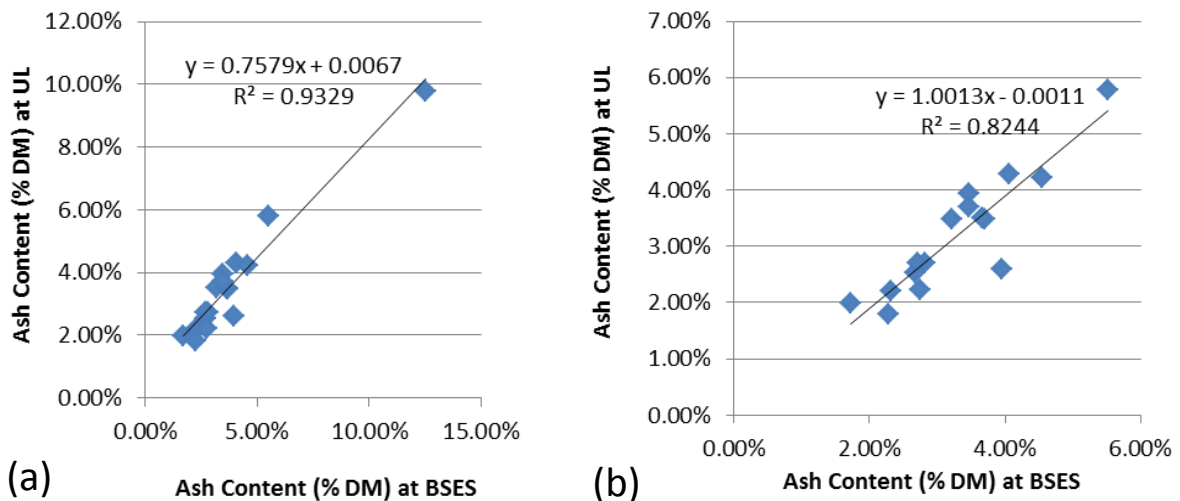 12.00%
10.00%
8.00%
6.00%
4.00%
2.00%
0.00%
Ash Content (% DM) at UL
y = 0.7579x + 0.0067
R² = 0.9329
0.00% 5.00% 10.00% 15.00%
Ash Content (% DM) at BSES
(a)
7.00%
6.00%
5.00%
4.00%
3.00%
2.00%
1.00%
0.00%
Ash Content (% DM) at UL
y = 1.0013x - 0.0011
R² = 0.8244
0.00% 2.00% 4.00% 6.00%
Ash Content (% DM) at BSES
(b)